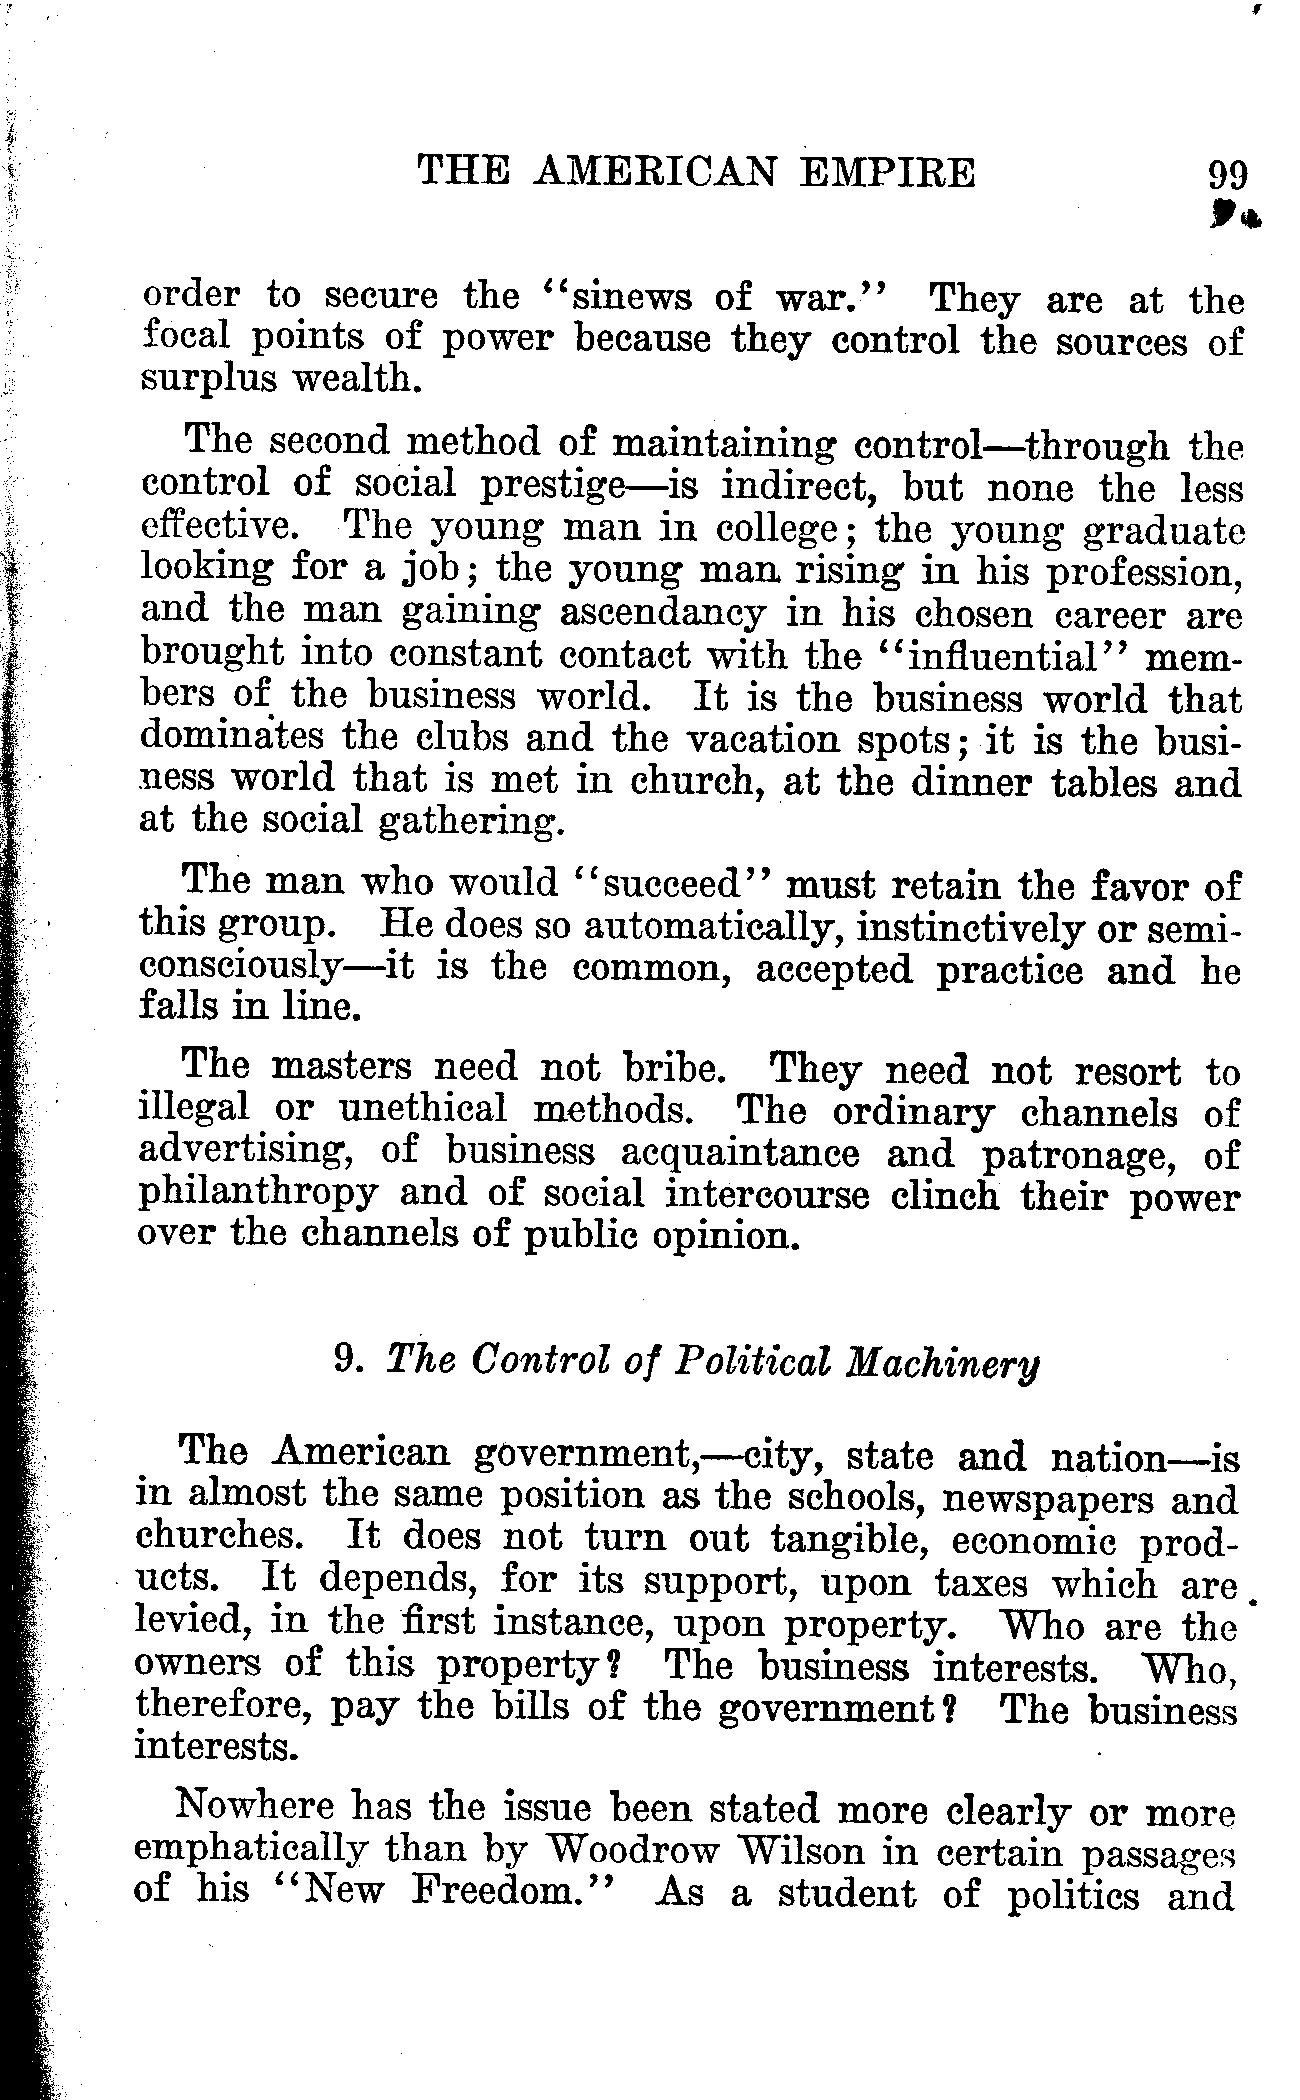 THE AMERICAN EMPIRE 99
order to secure the "sinews of war." They are at the
focal points of power because they control the sources of
surplus wealth.
The second method of maintaining control—through the
control of social prestige—is indirect, but none the less
effective. The young man in college; the young graduate
looking for a job; the young man rising in his profession,
and the man gaining ascendancy in his chosen career are
brought into constant contact with the "influential" mem-
bers of the business world. It is the business world that
dominates the clubs and the vacation spots; it is the busi-
ness world that is met in church, at the dinner tables and
at the social gathering.
The man who would "succeed" must retain the favor of
this group. He does so automatically, instinctively or semi-
consciously—it is the common, accepted practice and he
falls in line.
The masters need not bribe. They need not resort to
illegal or unethical methods. The ordinary channels of
advertising, of business acquaintance and patronage, of
philanthropy and of social intercourse clinch their power
over the channels of public opinion.
9. The Control of Political Machinery
The American government,—city, state and nation—is
in almost the same position as the schools, newspapers and
churches. It does not turn out tangible, economic prod-
ucts. It depends, for its support, upon taxes which are
levied, in the first instance, upon property. Who are the
owners of this property? The business interests. Who,
therefore, pay the bills of the government? The business
interests.
Nowhere has the issue been stated more clearly or more
emphatically than by Woodrow Wilson in certain passages
of his "New Freedom." As a student of politics and